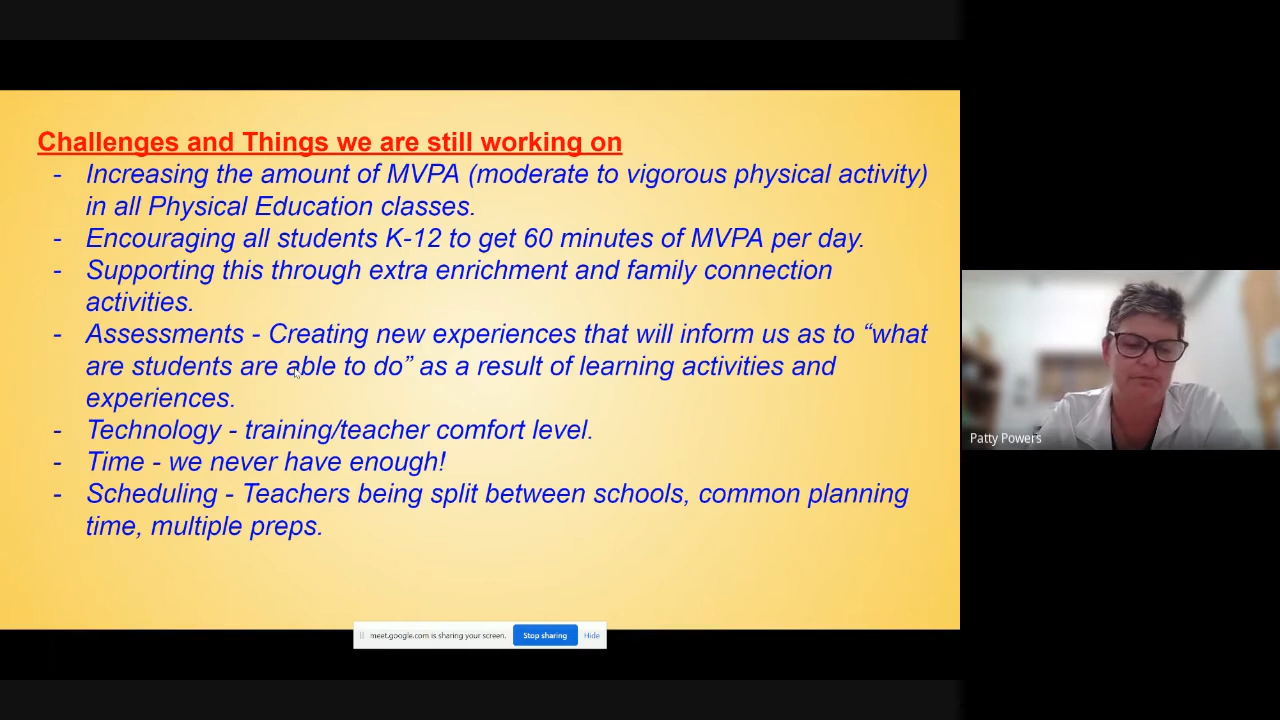 Challenges and Things we are still working on
- Increasing the amount of MVPA (moderate to vigorous physical activity)
in all Physical Education classes.
- Encouraging all students K-12 to get 60 minutes of MVPA per day.
- Supporting this through extra enrichment and family connection
activities.
- Assessments - Creating new experiences that will inform us as to “what
are students are able to do” as a result of learning activities and
experiences.
- Technology - training/teacher comfort level.
- Time - we never have enough!
- Scheduling - Teachers being split between schools, common planning
time, multiple preps.
Patty Powers
meet.google.com is sharing your screen. Stop sharing Hide